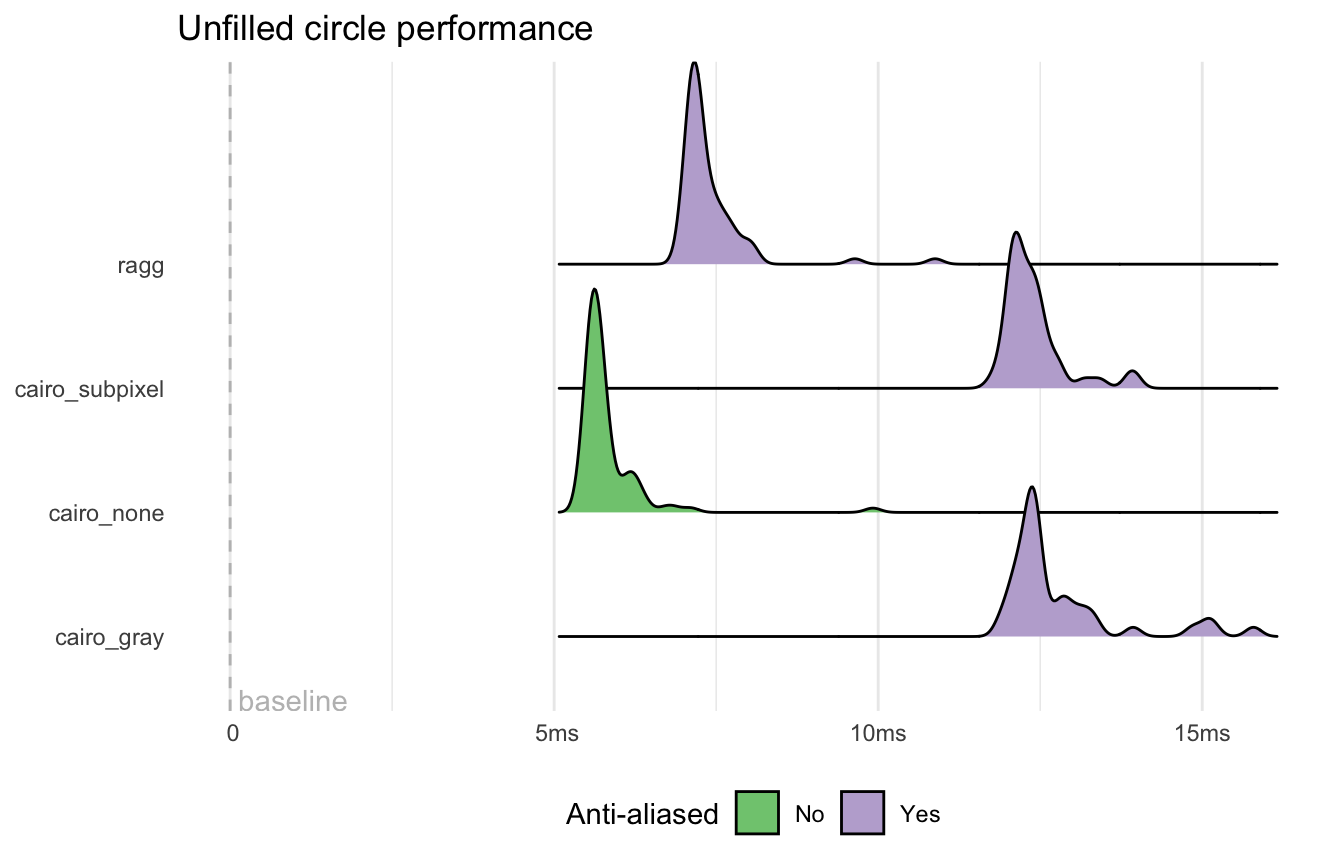 Unfilled circle performance
ragg
cairo_subpixel
cairo_none
cairo_gray
baseline
0 5ms 10ms 15ms
Anti-aliased No Yes